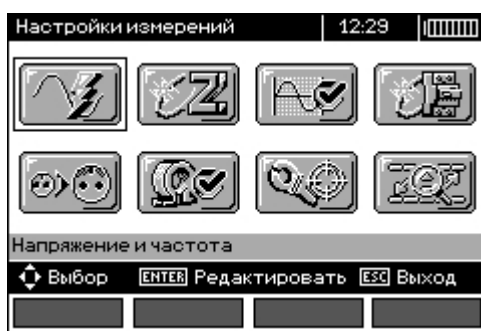 Настройки измерений 12:29
Напряжение и частота
Выбор ENTER Редактировать ESC Выход